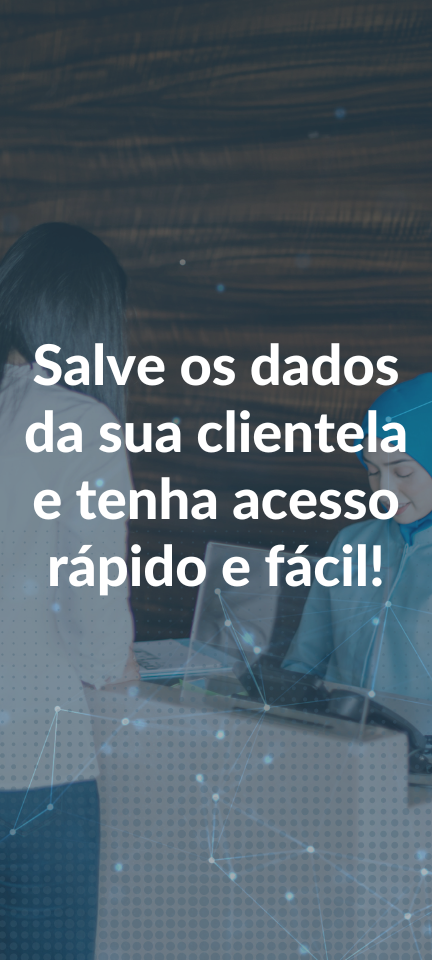 Salve os dados
da sua clientela
e tenha acesso
rápido e fácil!